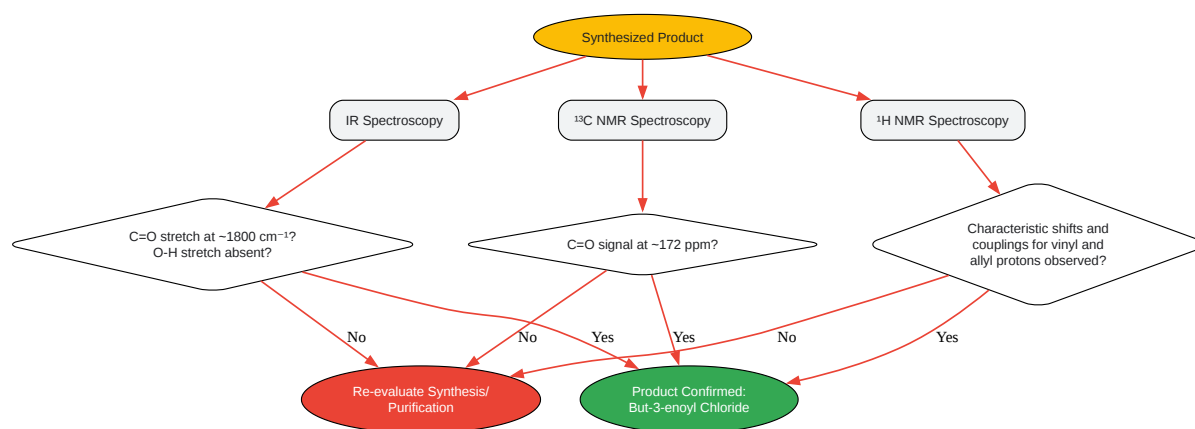 Synthesized Product
IR Spectroscopy
¹³C NMR Spectroscopy
¹H NMR Spectroscopy
C=O stretch at ~1800 cm⁻¹?
O-H stretch absent?
C=O signal at ~172 ppm?
Characteristic shifts and
couplings for vinyl and
allyl protons observed?
No
No
Yes
Yes
No
Yes
Re-evaluate Synthesis/
Purification
Product Confirmed:
But-3-enoyl Chloride